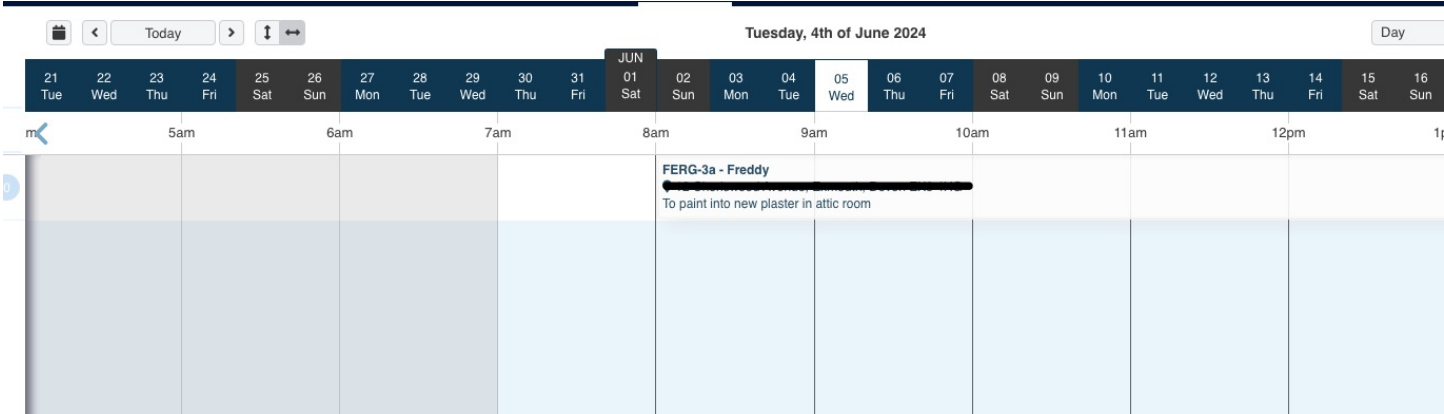 Today
Tuesday, 4th of June 2024
Day
JUN
21 22 23 24 25 26 27 28 29 30 31 01 02 03 04 05 06 07 08 09 10 11 12 13 14 15 16
Tue Wed Thu Fri Sat Sun Mon Tue Wed Thu Fri Sat Sun Mon Tue Wed Thu Fri Sat Sun Mon Tue Wed Thu Fri Sat Sun
5am 6am 7am 8am 9am 10am 11am 12pm
FERG-3a - Freddy
To paint into new plaster in attic room